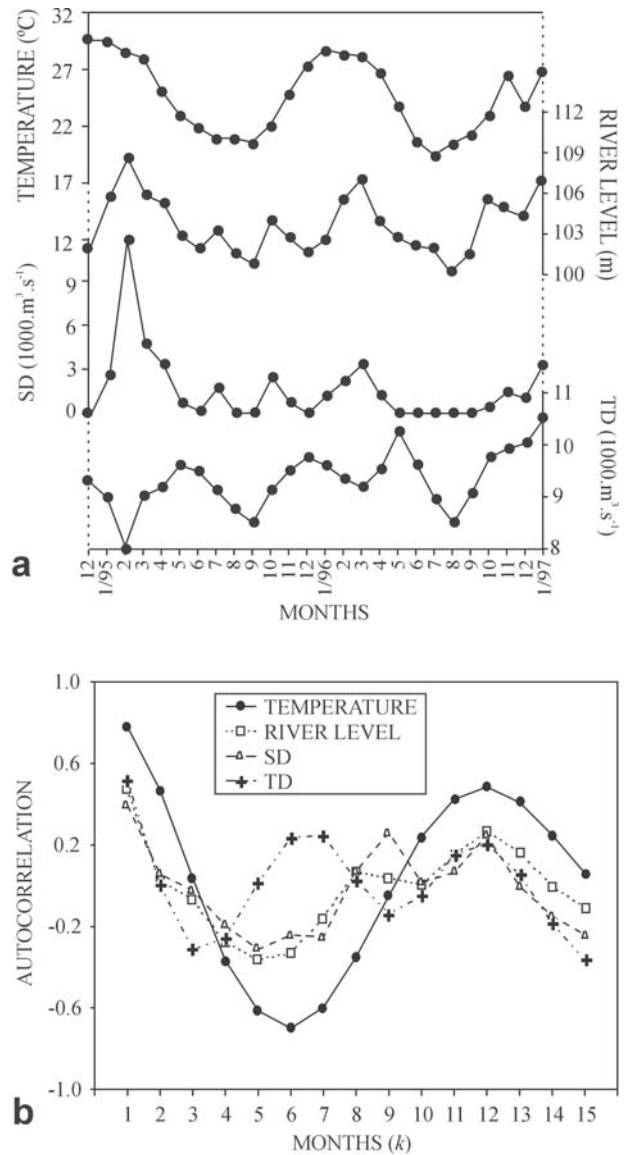 32
27
22
17
TEMPERATURE (ºC)
112
109
106
103
100
RIVER LEVEL (m)
12
9
6
3
0
SD (1000.m³.s⁻¹)
11
10
9
8
TD (1000.m³.s⁻¹)
12 1/95 2 3 4 5 6 7 8 9 10 11 12 1/96 2 3 4 5 6 7 8 9 10 11 12 1/97
MONTHS
a
1.0
0.6
0.2
-0.2
-0.6
-1.0
AUTOCORRELATION
TEMPERATURE
RIVER LEVEL
SD
TD
1 2 3 4 5 6 7 8 9 10 11 12 13 14 15
MONTHS (k)
b